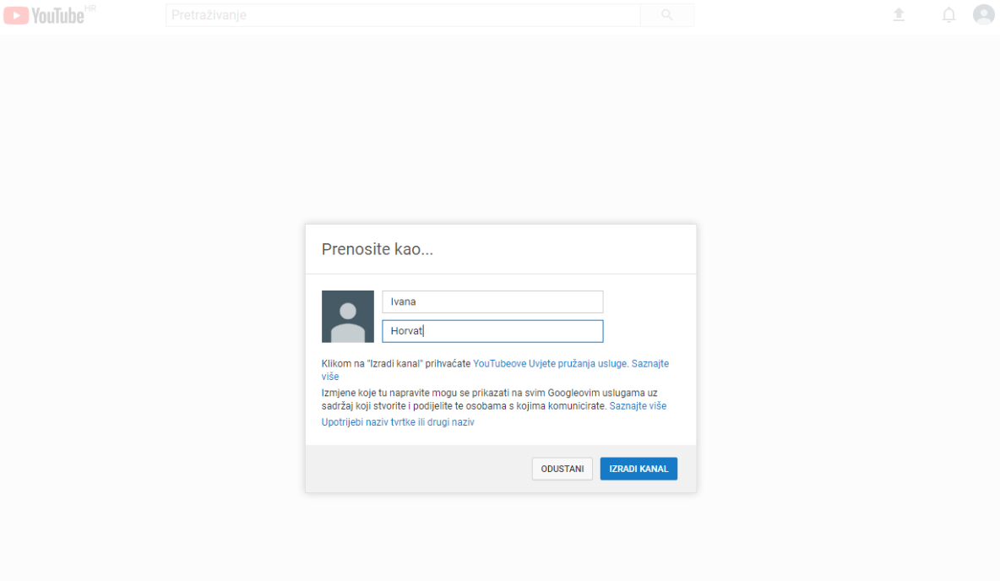 YouTube HR
Pretraživanje
Prenosite kao...
Ivana
Horvat
Klikom na "Izradi kanal" prihvaćate YouTubeove Uvjete pružanja usluge. Saznajte
više
Izmjene koje tu napravite mogu se prikazati na svim Googleovim uslugama uz
sadržaj koji stvorite i podijelite te osobama s kojima komunicirate. Saznajte više
Upotrijebi naziv tvrtke ili drugi naziv
ODUSTANI IZRADI KANAL